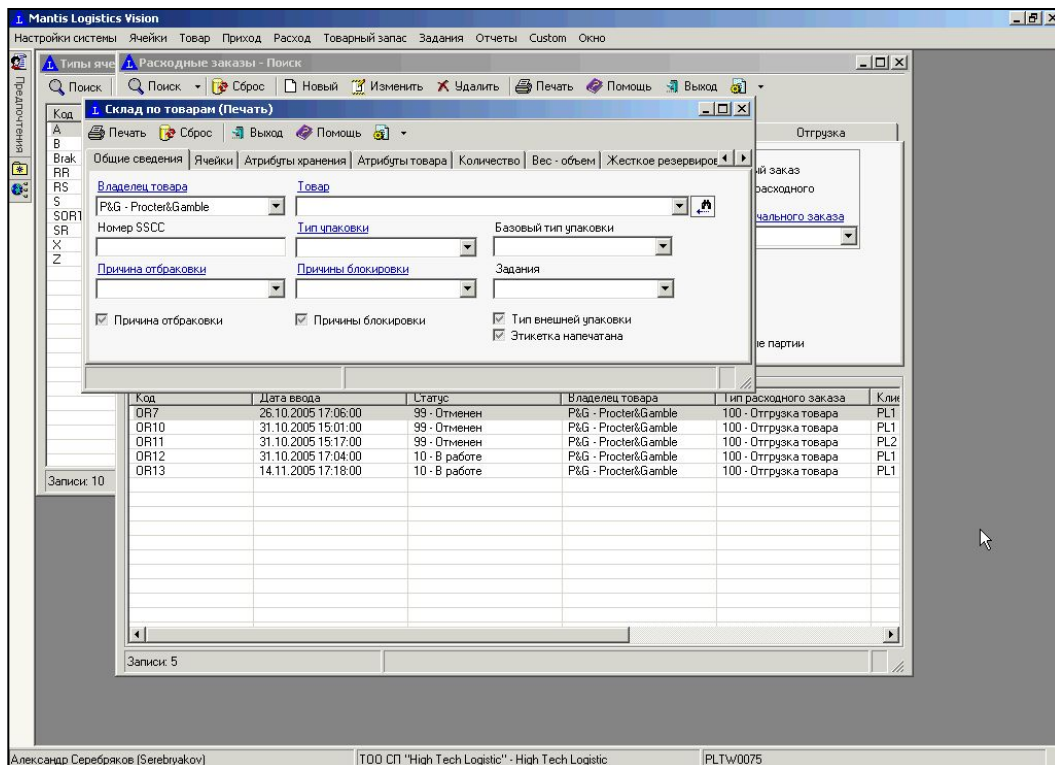 Mantis Logistics Vision
Настройки системы Ячейки Товар Приход Расход Товарный запас Задания Отчеты Custom Окно
Предпочтения
Типы яче
Поиск
Код
A
B
Brak
RR
RS
S
SOR1
SR
X
Z
Записи: 10
Расходные заказы - Поиск
Поиск Сброс Новый Изменить Удалить Печать Помощь Выход
Отгрузка
ый заказ
расходного
чального заказа
ые партии
Склад по товарам (Печать)
Печать Сброс Выход Помощь
Общие сведения Ячейки Атрибуты хранения Атрибуты товара Количество Вес - объем Жесткое резервиров
Владелец товара Товар
P&G - Procter&Gamble
Номер SSCC Тип упаковки Базовый тип упаковки
Причина отбраковки Причины блокировки Задания
Причина отбраковки Причины блокировки Тип внешней упаковки
Этикетка напечатана
Код Дата ввода Статус Владелец товара Тип расходного заказа Клие
OR7 26.10.2005 17:06:00 99 - Отменен P&G - Procter&Gamble 100 - Отгрузка товара PL1
OR10 31.10.2005 15:01:00 99 - Отменен P&G - Procter&Gamble 100 - Отгрузка товара PL1
OR11 31.10.2005 15:17:00 99 - Отменен P&G - Procter&Gamble 100 - Отгрузка товара PL2
OR12 31.10.2005 17:04:00 10 - В работе P&G - Procter&Gamble 100 - Отгрузка товара PL1
OR13 14.11.2005 17:18:00 10 - В работе P&G - Procter&Gamble 100 - Отгрузка товара PL1
Записи: 5
Александр Серебряков (Serebryakov) ТОО СП "High Tech Logistic" - High Tech Logistic PLTW0075